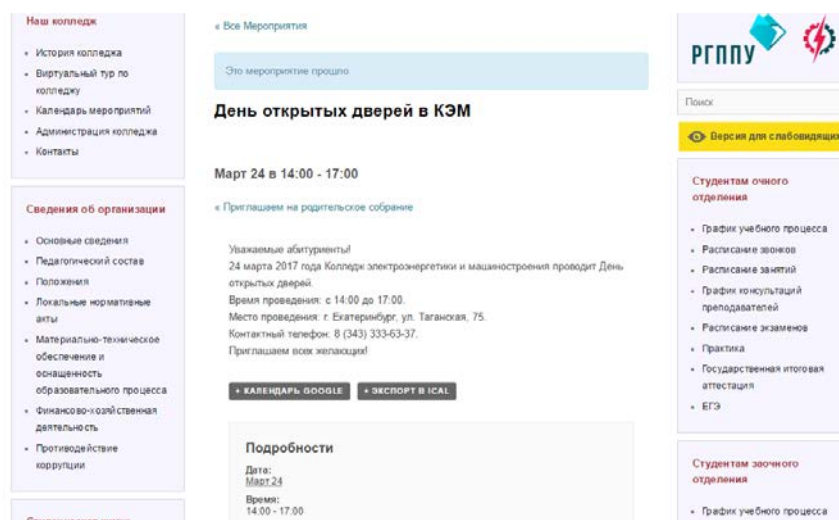 Наш колледж
История колледжа
Виртуальный тур по
колледжу
Календарь мероприятий
Администрация колледжа
Контакты
Сведения об организации
Основные сведения
Педагогический состав
Положения
Локальные нормативные
акты
Материально-техническое
обеспечение и
оснащенность
образовательного процесса
Финансово-хозяйственная
деятельность
Противодействие
коррупции
« Все Мероприятия
Это мероприятие прошло
День открытых дверей в КЭМ
Март 24 в 14:00 - 17:00
« Приглашаем на родительское собрание
Уважаемые абитуриенты!
24 марта 2017 года Колледж электроэнергетики и машиностроения проводит День
открытых дверей.
Время проведения: с 14:00 до 17:00.
Место проведения: г. Екатеринбург, ул. Таганская, 75.
Контактный телефон: 8 (343) 333-63-37.
Приглашаем всех желающих!
+ КАЛЕНДАРЬ GOOGLE
+ ЭКСПОРТ В ICAL
Подробности
Дата:
Март 24
Время:
14:00 - 17:00
РГППУ
Поиск
Версия для слабовидящих
Студентам очного
отделения
График учебного процесса
Расписание звонков
Расписание занятий
График консультаций
преподавателей
Расписание экзаменов
Практика
Государственная итоговая
аттестация
ЕГЭ
Студентам заочного
отделения
График учебного процесса